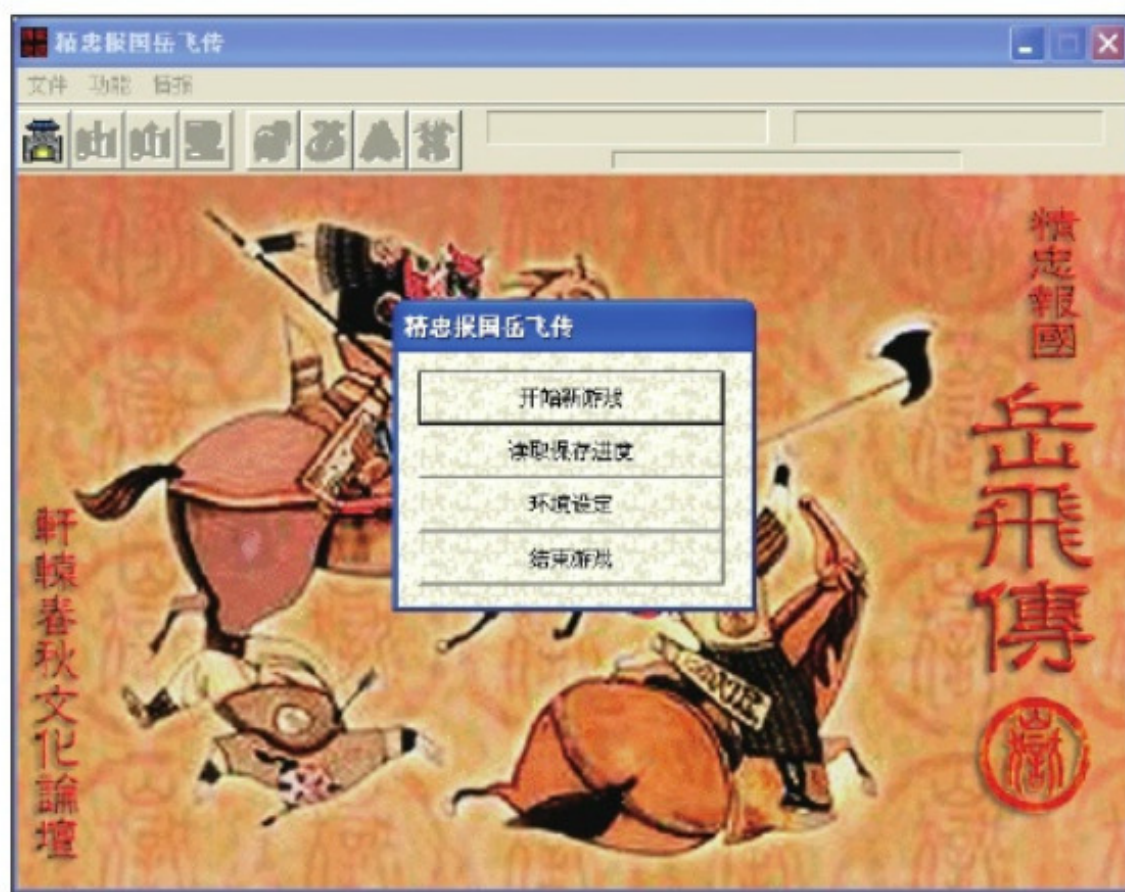 精忠报国岳飞传
文件 功能 情报
精忠報國
岳飛傳
精忠报国岳飞传
开始新游戏
读取保存进度
环境设定
结束游戏
軒轅春秋文化論壇